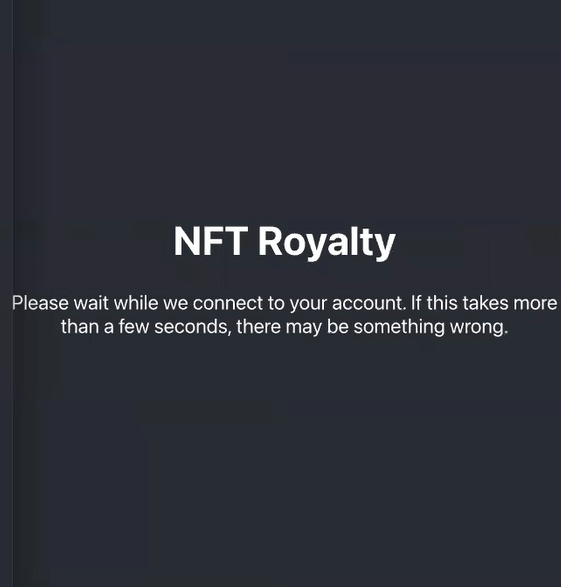 NFT Royalty
Please wait while we connect to your account. If this takes more
than a few seconds, there may be something wrong.